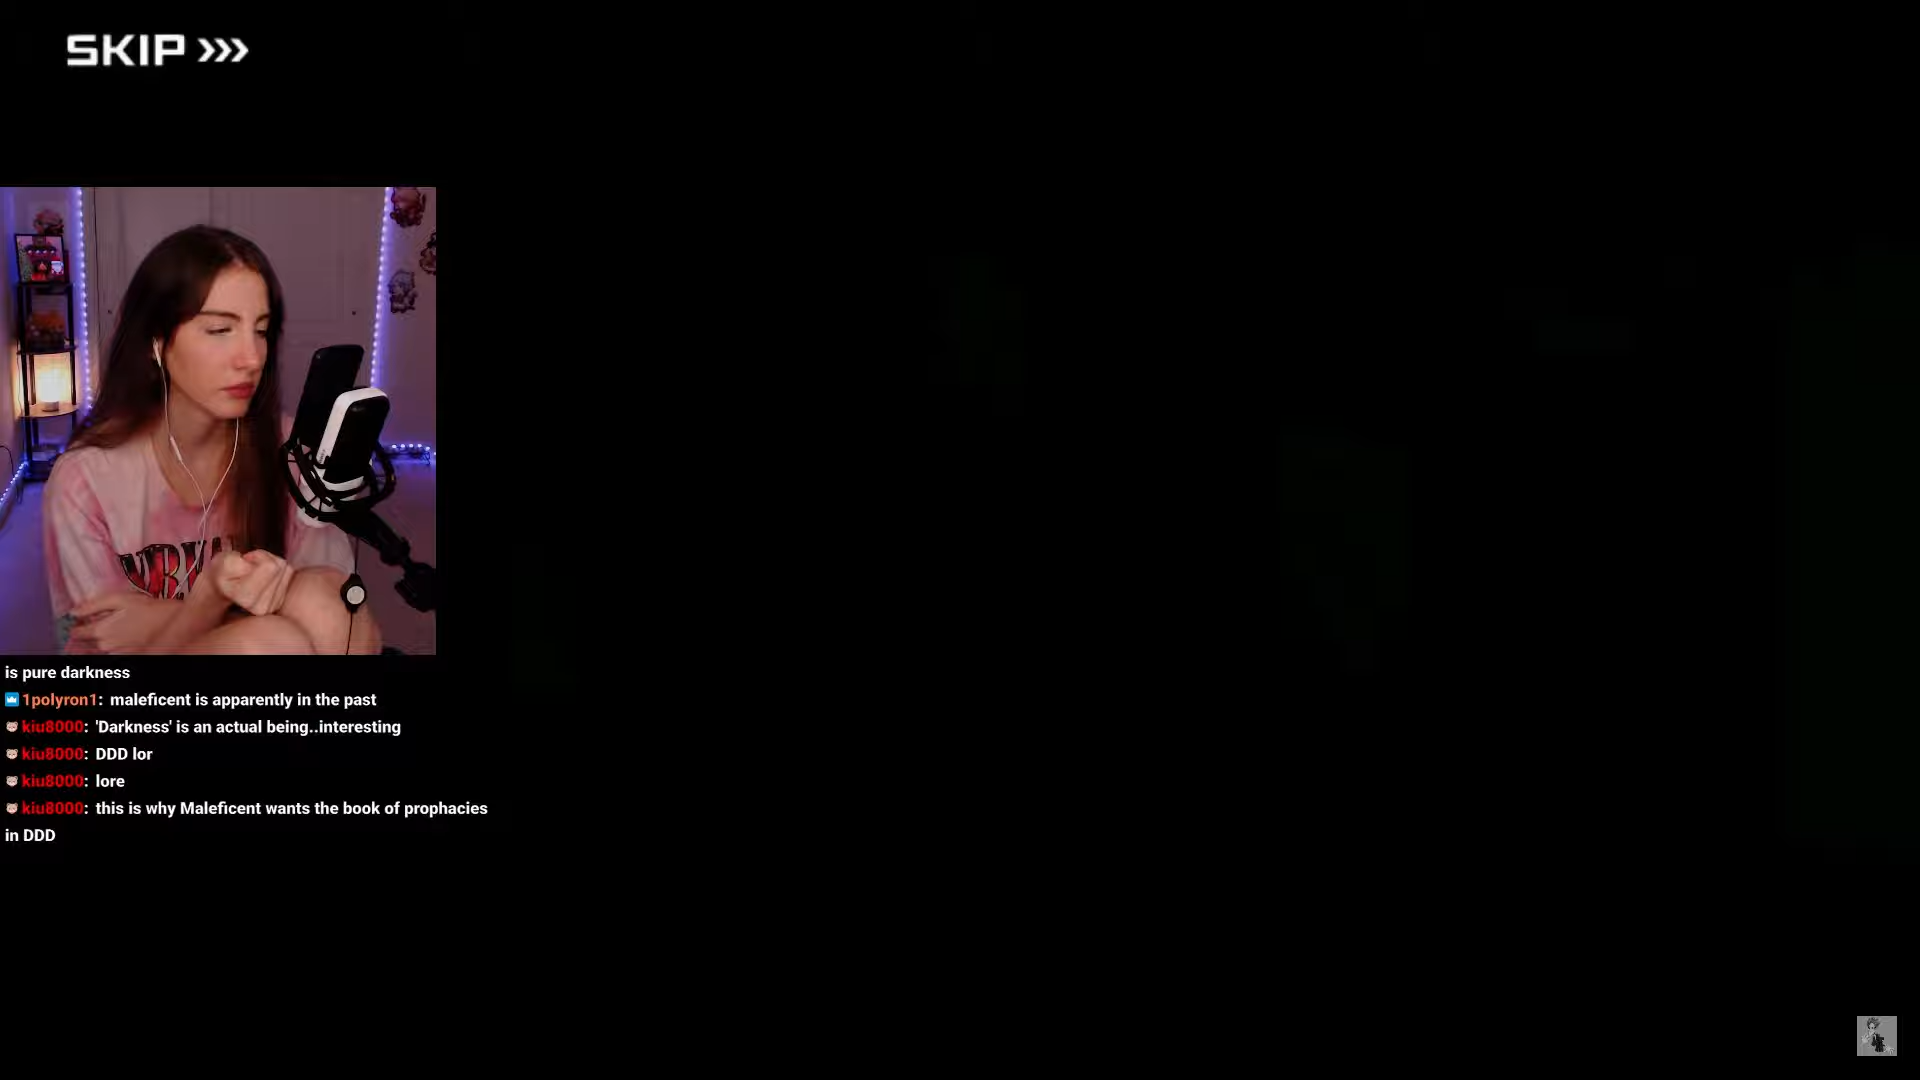 SKIP >>>
is pure darkness
1polyron1: maleficent is apparently in the past
kiu8000: 'Darkness' is an actual being..interesting
kiu8000: DDD lor
kiu8000: lore
kiu8000: this is why Maleficent wants the book of prophacies
in DDD